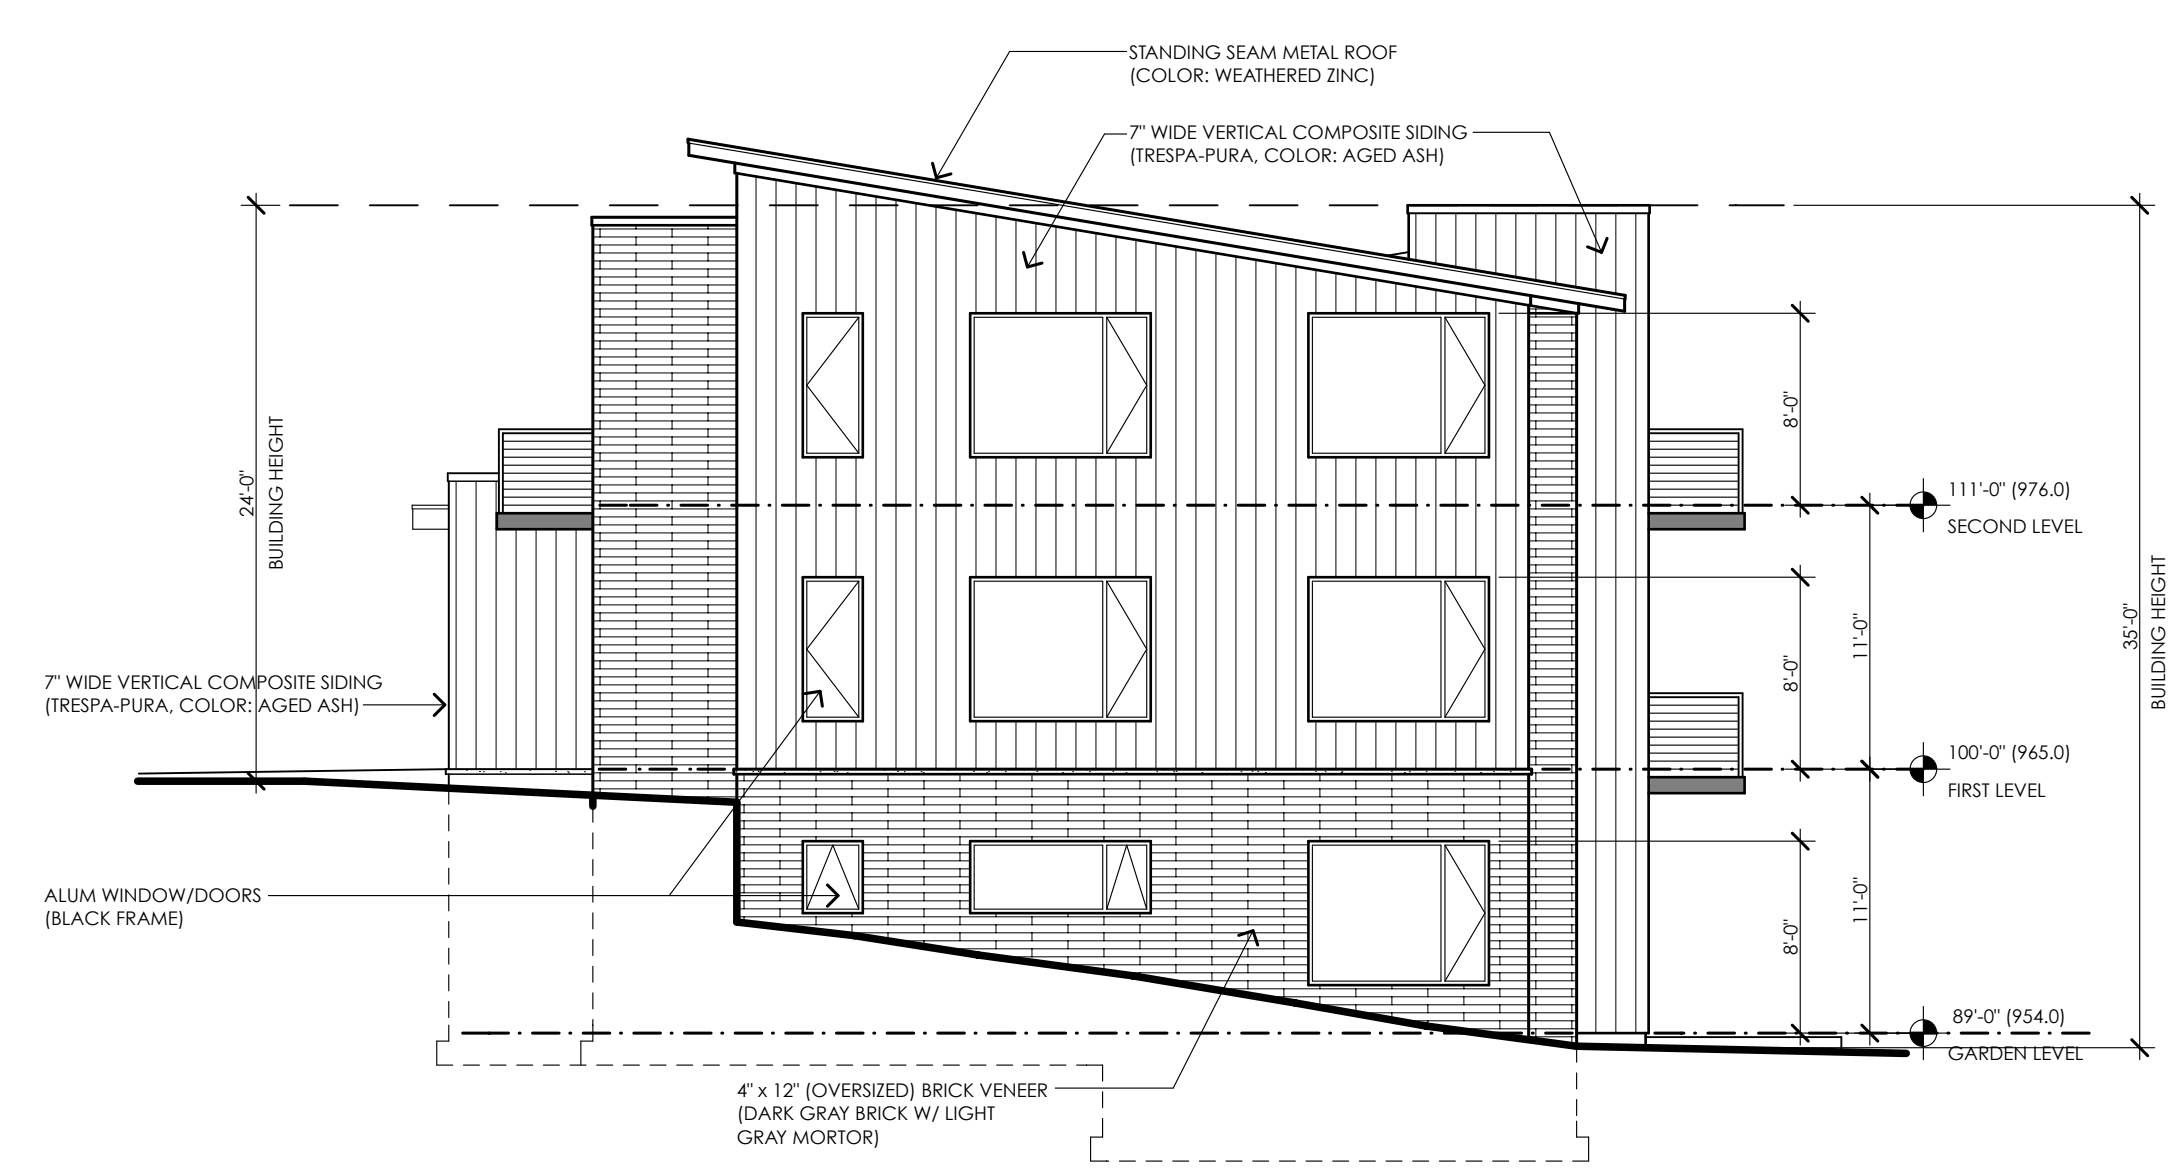 STANDING SEAM METAL ROOF
(COLOR: WEATHERED ZINC)
7" WIDE VERTICAL COMPOSITE SIDING
(TRESPA-PURA, COLOR: AGED ASH)
24'-0"
BUILDING HEIGHT
8'-0"
111'-0" (976.0)
SECOND LEVEL
35'-0"
BUILDING HEIGHT
11'-0"
8'-0"
7" WIDE VERTICAL COMPOSITE SIDING
(TRESPA-PURA, COLOR: AGED ASH)
100'-0" (965.0)
FIRST LEVEL
ALUM WINDOW/DOORS
(BLACK FRAME)
11'-0"
8'-0"
89'-0" (954.0)
GARDEN LEVEL
4" x 12" (OVERSIZED) BRICK VENEER
(DARK GRAY BRICK W/ LIGHT
GRAY MORTOR)